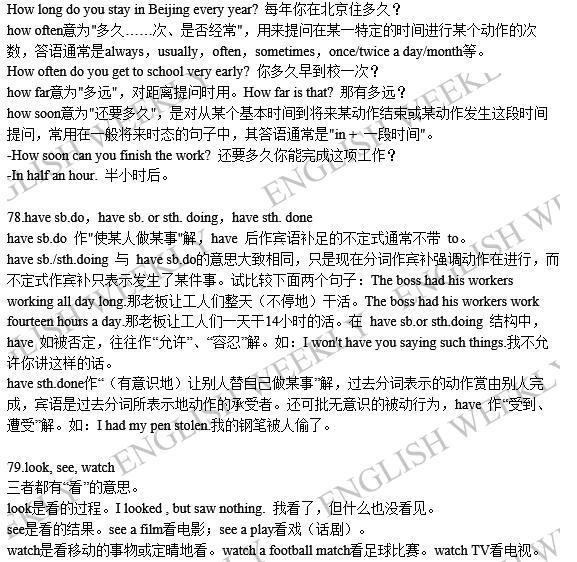 How long do you stay in Beijing every year? 每年你在北京住多久？
how often意为"多久……次、是否经常"，用来提问在某一特定的时间进行某个动作的次
数，答语通常是always，usually，often，sometimes，once/twice a day/month等。
How often do you get to school very early? 你多久早到校一次？
how far意为"多远"，对距离提问时用。How far is that? 那有多远？
how soon意为"还要多久"，是对从某个基本时间到将来某动作结束或某动作发生这段时间
提问，常用在一般将来时态的句子中，其答语通常是"in + 一段时间"。
-How soon can you finish the work? 还要多久你能完成这项工作？
-In half an hour. 半小时后。
78.have sb.do，have sb. or sth. doing，have sth. done
have sb.do 作"使某人做某事"解，have 后作宾语补足的不定式通常不带 to。
have sb./sth.doing 与 have sb.do的意思大致相同，只是现在分词作宾补强调动作在进行，而
不定式作宾补只表示发生了某件事。试比较下面两个句子：The boss had his workers
working all day long.那老板让工人们整天（不停地）干活。The boss had his workers work
fourteen hours a day.那老板让工人们一天干14小时的活。在 have sb.or sth.doing 结构中，
have 如被否定，往往作“允许”、“容忍”解。如：I won't have you saying such things.我不允
许你讲这样的话。
have sth.done作“（有意识地）让别人替自己做某事”解，过去分词表示的动作赏由别人完
成，宾语是过去分词所表示地动作的承受者。还可批无意识的被动行为，have 作“受到、
遭受”解。如：I had my pen stolen.我的钢笔被人偷了。
79.look, see, watch
三者都有“看”的意思。
look是看的过程。I looked , but saw nothing. 我看了，但什么也没看见。
see是看的结果。see a film看电影；see a play看戏（话剧）。
watch是看移动的事物或定睛地看。watch a football match看足球比赛。watch TV看电视。
ENGLISH WEEKLY
ENGLISH WEEKLY
ENGLISH WEEKLY
ENGLISH WEEKLY